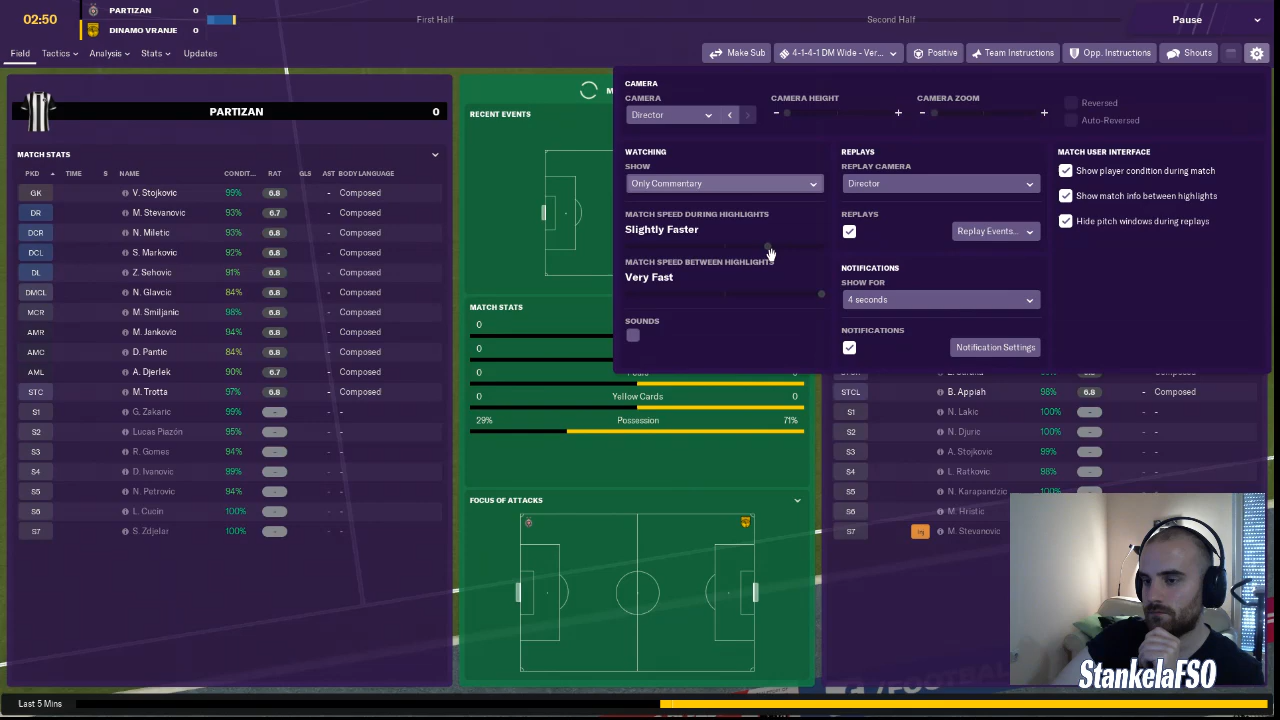 02:50
PARTIZAN 0
DINAMO VRANJE 0
First Half
Second Half
Pause
Field Tactics Analysis Stats Updates
Make Sub
4-1-4-1 DM Wide - Ver...
Positive
Team Instructions
Opp. Instructions
Shouts
PARTIZAN 0
MATCH STATS
PKD TIME S NAME CONDIT... RAT GLS AST BODY LANGUAGE
GK V. Stojkovic 99% 6.8 - - Composed
DR M. Stevanovic 93% 6.7 - - Composed
DCR N. Miletic 93% 6.8 - - Composed
DCL S. Markovic 92% 6.8 - - Composed
DL Z. Sehovic 91% 6.8 - - Composed
DMCL N. Glavcic 84% 6.8 - - Composed
MCR M. Smiljanic 98% 6.8 - - Composed
AMR M. Jankovic 94% 6.8 - - Composed
AMC D. Pantic 84% 6.8 - - Composed
AML A. Djerlek 90% 6.7 - - Composed
STC M. Trotta 97% 6.8 - - Composed
S1 G. Zakaric 99% - - -
S2 Lucas Piazón 95% - - -
S3 R. Gomes 94% - - -
S4 D. Ivanovic 99% - - -
S5 N. Petrovic 94% - - -
S6 L. Cucin 100% - - -
S7 S. Zdjelar 100% - - -
RECENT EVENTS
MATCH STATS
0
0
0 0
0 Yellow Cards 0
29% Possession 71%
FOCUS OF ATTACKS
CAMERA
CAMERA
Director
CAMERA HEIGHT
- +
CAMERA ZOOM
- +
Reversed
Auto-Reversed
WATCHING
SHOW
Only Commentary
MATCH SPEED DURING HIGHLIGHTS
Slightly Faster
MATCH SPEED BETWEEN HIGHLIGHTS
Very Fast
SOUNDS
REPLAYS
REPLAY CAMERA
Director
REPLAYS
Replay Events...
NOTIFICATIONS
SHOW FOR
4 seconds
NOTIFICATIONS
Notification Settings
MATCH USER INTERFACE
Show player condition during match
Show match info between highlights
Hide pitch windows during replays
STCL B. Appiah 98% 6.8 - Composed
S1 N. Lakic 100% - - -
S2 N. Djuric 100% - - -
S3 A. Stojkovic 99% - - -
S4 L. Ratkovic 98% - - -
S5 N. Karapandzic 100%
S6 M. Hristic
S7 Inj M. Stevanovic
StankelaFSO
Last 5 Mins